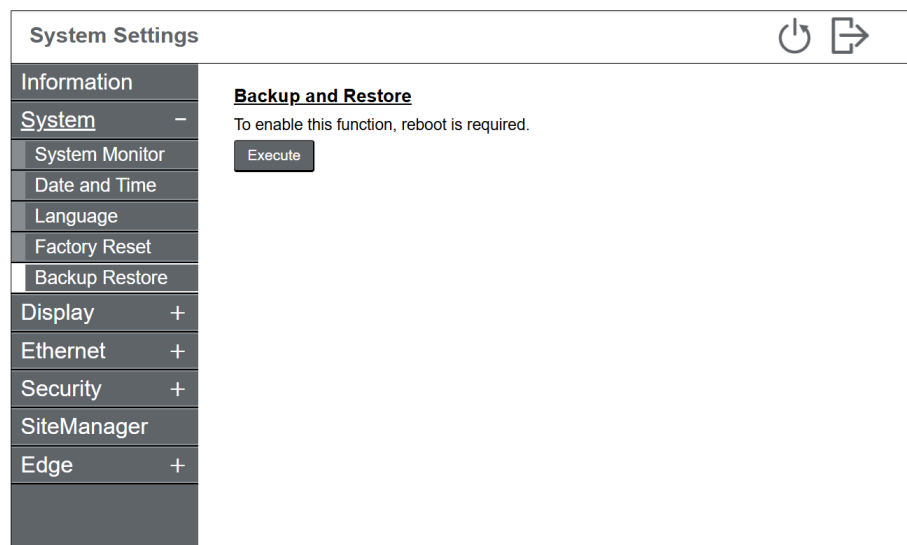 System Settings
Information
System −
System Monitor
Date and Time
Language
Factory Reset
Backup Restore
Display +
Ethernet +
Security +
SiteManager
Edge +
Backup and Restore
To enable this function, reboot is required.
Execute